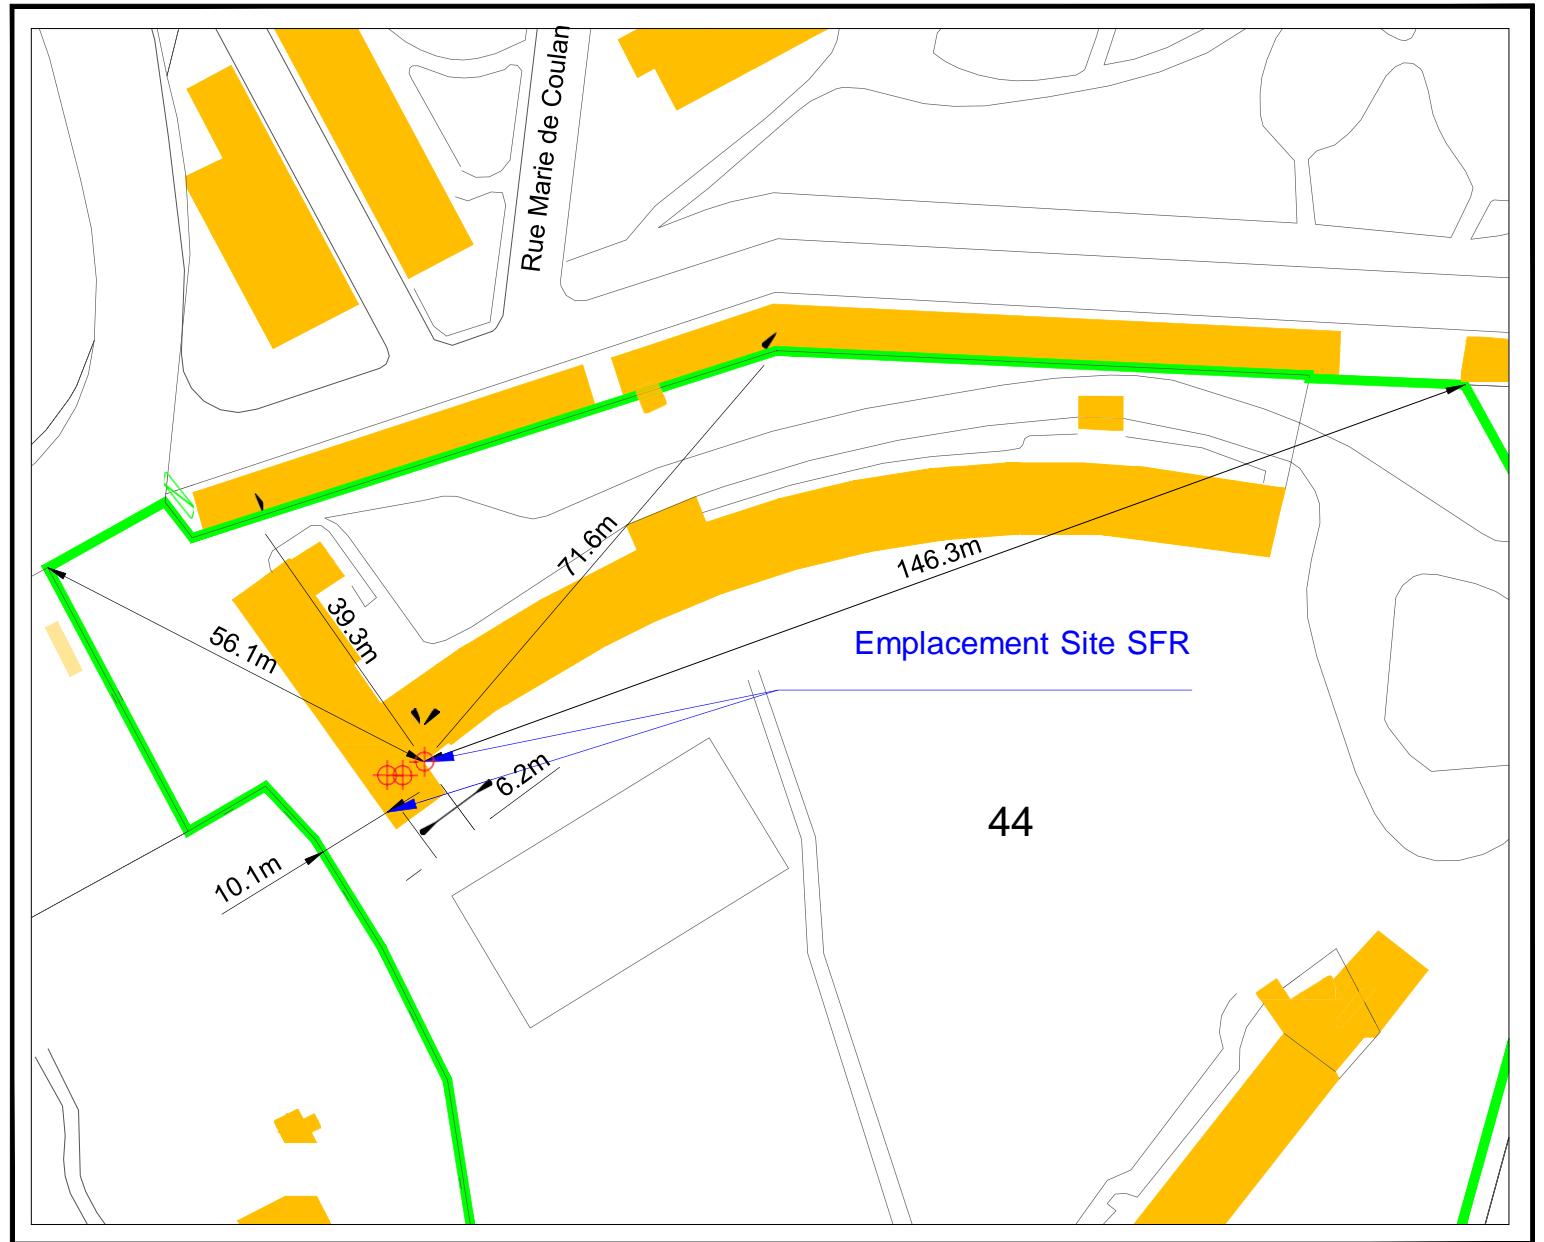 Rue Marie de Coulan
71.6m
146.3m
39.3m
56.1m
Emplacement Site SFR
6.2m
44
10.1m